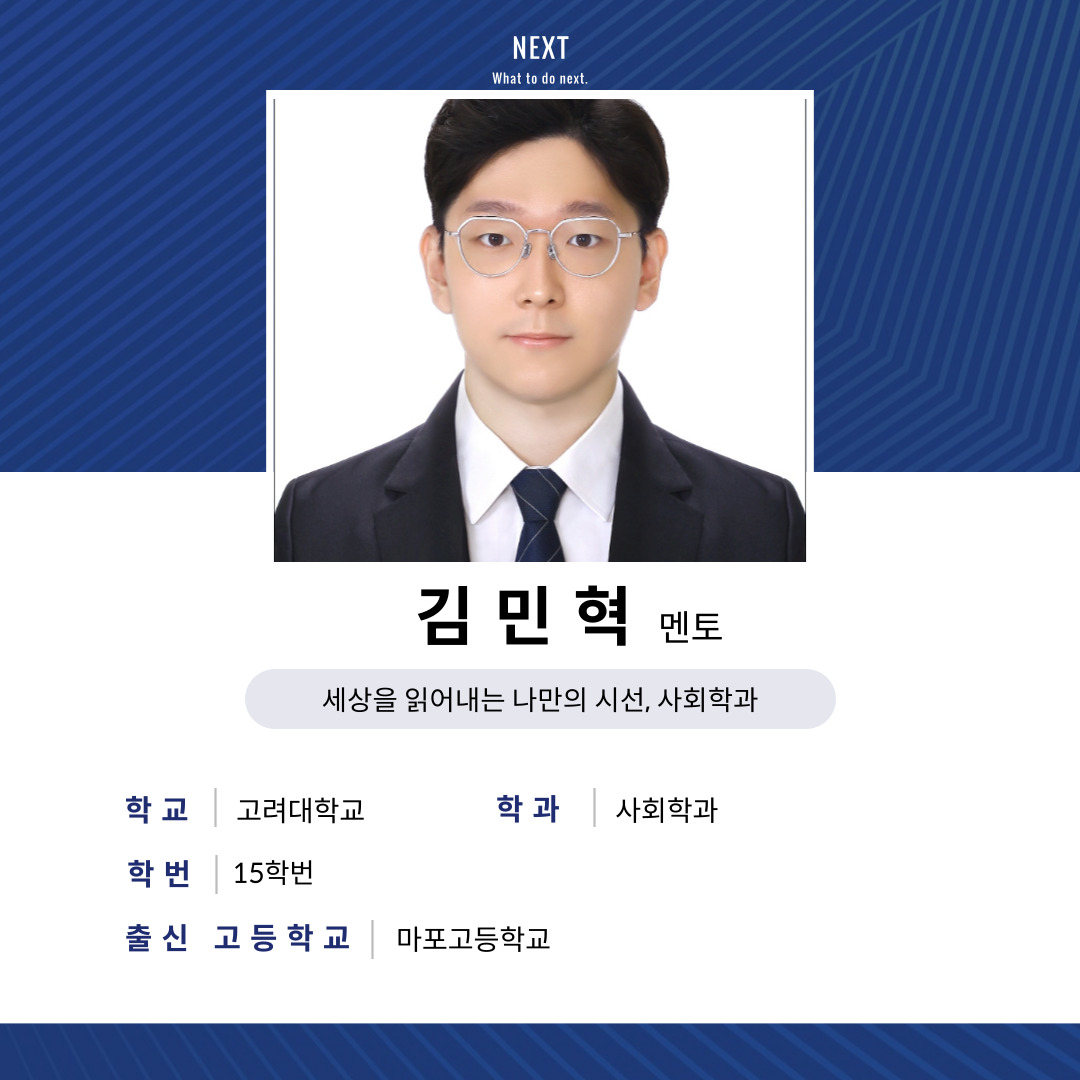 NEXT
What to do next.
김민혁 멘토
세상을 읽어내는 나만의 시선, 사회학과
학교 고려대학교 학과 사회학과
학번 15학번
출신 고등학교 마포고등학교